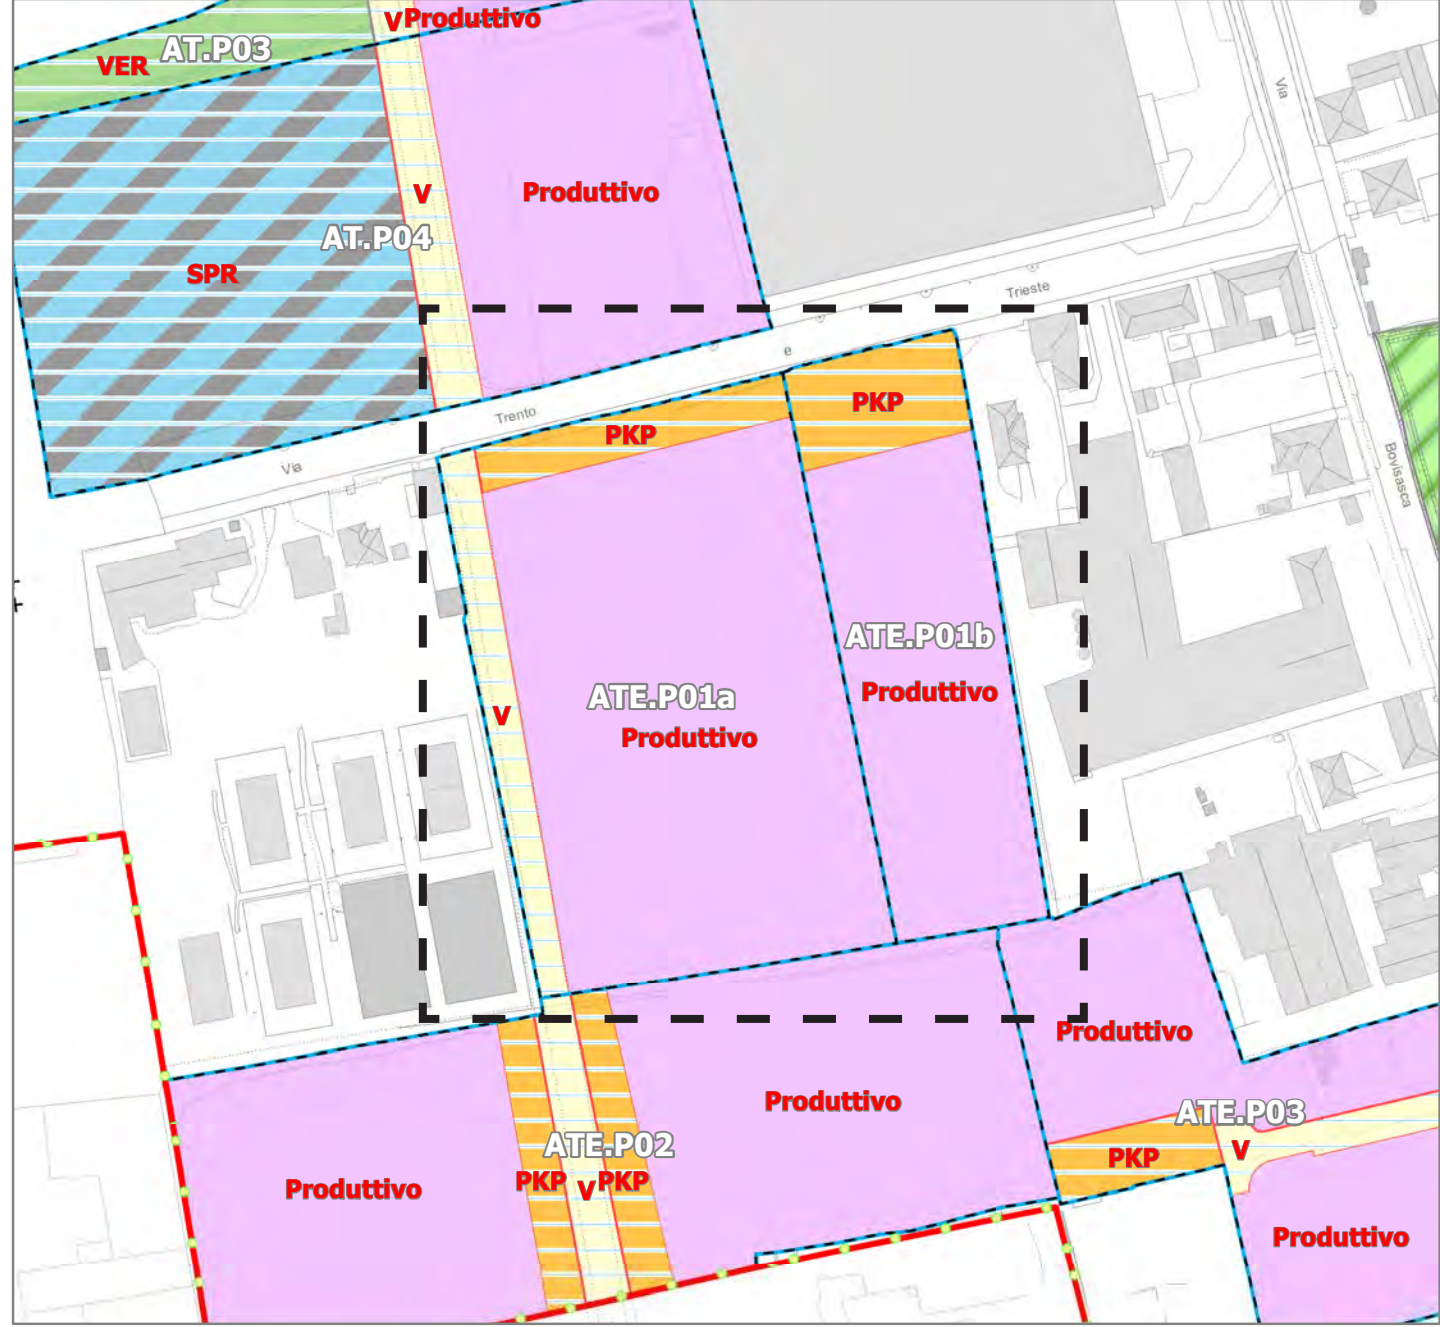 V Produttivo
AT.P03
VER
Via
Produttivo
V
AT.P04
SPR
Trieste
e
PKP
Trento
PKP
Via
Bovisasca
ATE.P01b
Produttivo
ATE.P01a
V
Produttivo
Produttivo
Produttivo
ATE.P03
ATE.P02
V
PKP
PKP
V
PKP
Produttivo
Produttivo